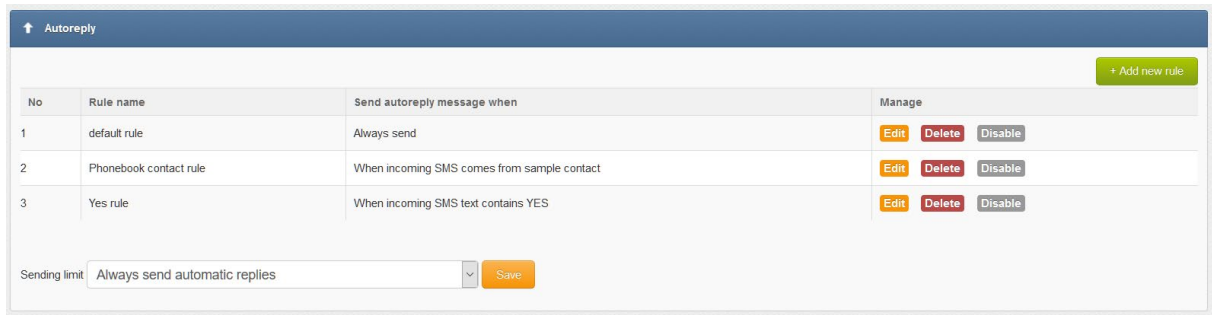 Autoreply
+ Add new rule
No Rule name Send autoreply message when Manage
1 default rule Always send Edit Delete Disable
2 Phonebook contact rule When incoming SMS comes from sample contact Edit Delete Disable
3 Yes rule When incoming SMS text contains YES Edit Delete Disable
Sending limit Always send automatic replies Save